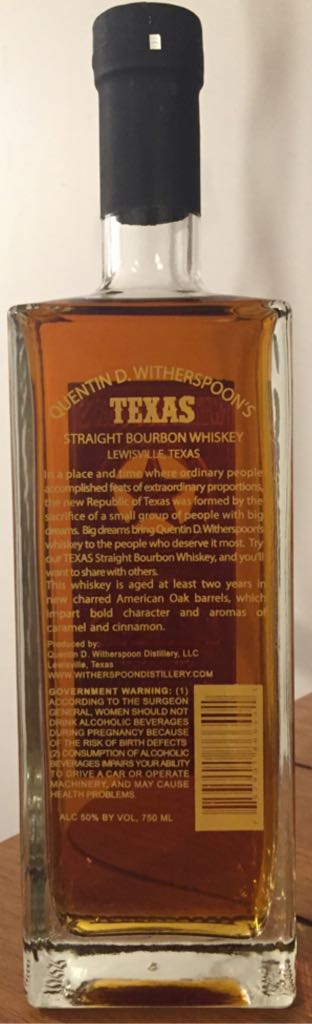 QUENTIN D. WITHERSPOON'S
TEXAS
STRAIGHT BOURBON WHISKEY
LEWISVILLE, TEXAS
In a place and time where ordinary people
accomplished feats of extraordinary proportions,
the new Republic of Texas was formed by the
sacrifice of a small group of people with big
dreams. Big dreams bring Quentin D. Witherspoon's
whiskey to the people who deserve it most. Try
our TEXAS Straight Bourbon Whiskey, and you'll
want to share with others.
This whiskey is aged at least two years in
new charred American Oak barrels, which
impart bold character and aromas of
caramel and cinnamon.
Produced by:
Quentin D. Witherspoon Distillery, LLC
Lewisville, Texas
WWW.WITHERSPOONDISTILLERY.COM
GOVERNMENT WARNING: (1)
ACCORDING TO THE SURGEON
GENERAL, WOMEN SHOULD NOT
DRINK ALCOHOLIC BEVERAGES
DURING PREGNANCY BECAUSE
OF THE RISK OF BIRTH DEFECTS
(2) CONSUMPTION OF ALCOHOLIC
BEVERAGES IMPAIRS YOUR ABILITY
TO DRIVE A CAR OR OPERATE
MACHINERY, AND MAY CAUSE
HEALTH PROBLEMS.
ALC 50% BY VOL, 750 ML